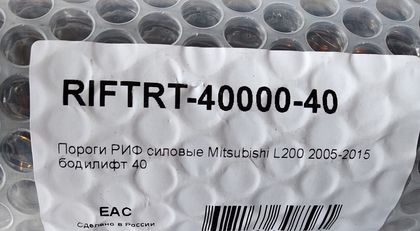 RIFTRT-40000-40
Пороги РИФ силовые Mitsubishi L200 2005-2015
бодилифт 40
EAC
Сделано в России